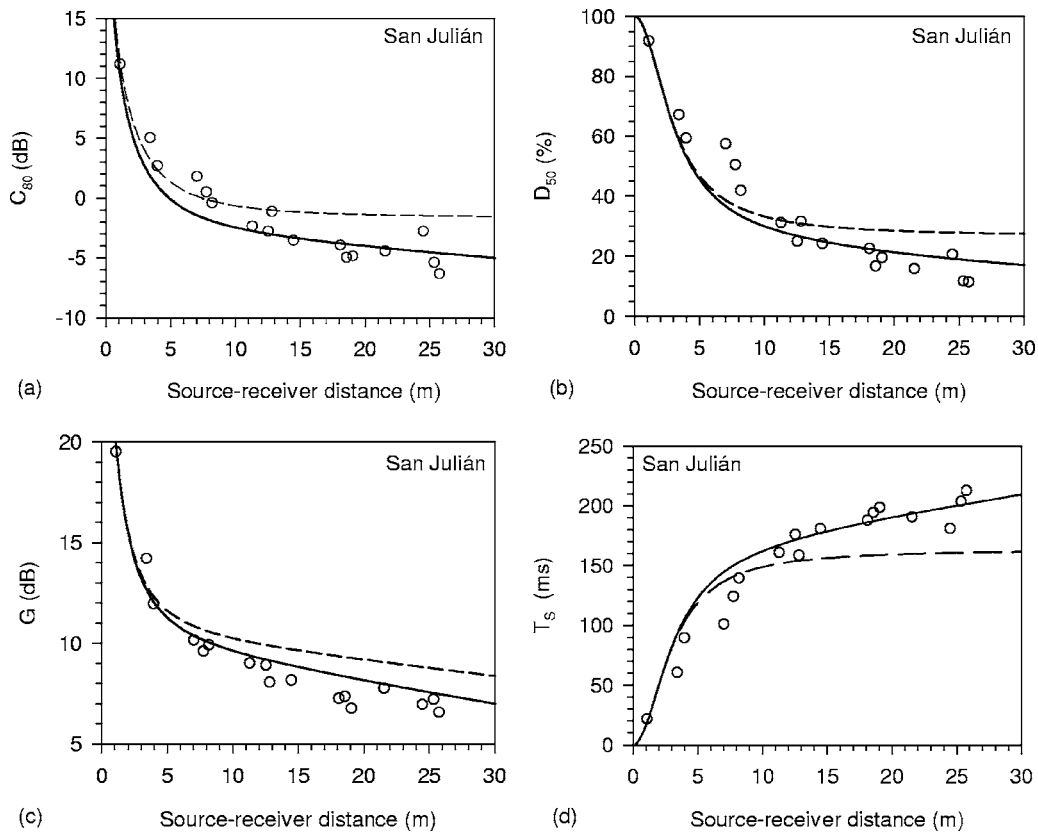 San Julián
C80 (dB)
15
10
5
0
-5
-10
0 5 10 15 20 25 30
(a) Source-receiver distance (m)
San Julián
D50 (%)
100
80
60
40
20
0
0 5 10 15 20 25 30
(b) Source-receiver distance (m)
San Julián
G (dB)
20
15
10
5
0 5 10 15 20 25 30
(c) Source-receiver distance (m)
San Julián
TS (ms)
250
200
150
100
50
0
0 5 10 15 20 25 30
(d) Source-receiver distance (m)